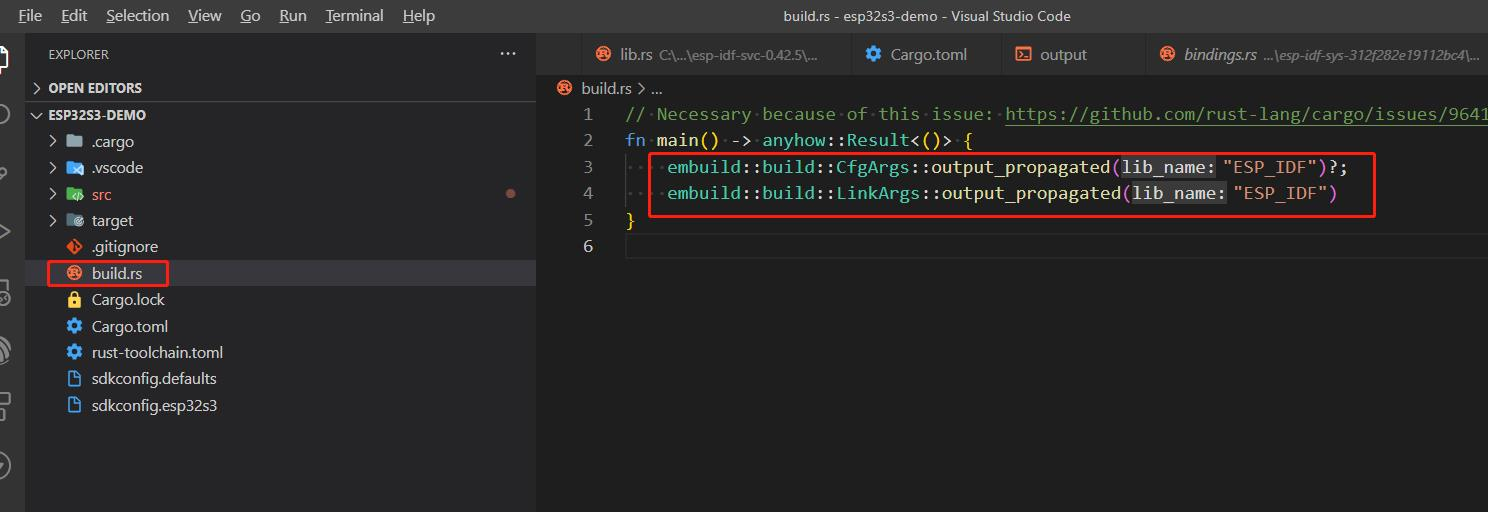 File Edit Selection View Go Run Terminal Help
build.rs - esp32s3-demo - Visual Studio Code
EXPLORER
OPEN EDITORS
ESP32S3-DEMO
.cargo
.vscode
src
target
.gitignore
build.rs
Cargo.lock
Cargo.toml
rust-toolchain.toml
sdkconfig.defaults
sdkconfig.esp32s3
lib.rs C:\...\esp-idf-svc-0.42.5\... Cargo.toml output bindings.rs ...\esp-idf-sys-312f282e19112bc4\...
build.rs > ...
1 // Necessary because of this issue: https://github.com/rust-lang/cargo/issues/9641
2 fn main() -> anyhow::Result<()> {
3 embuild::build::CfgArgs::output_propagated(lib_name: "ESP_IDF")?;
4 embuild::build::LinkArgs::output_propagated(lib_name: "ESP_IDF")
5 }
6